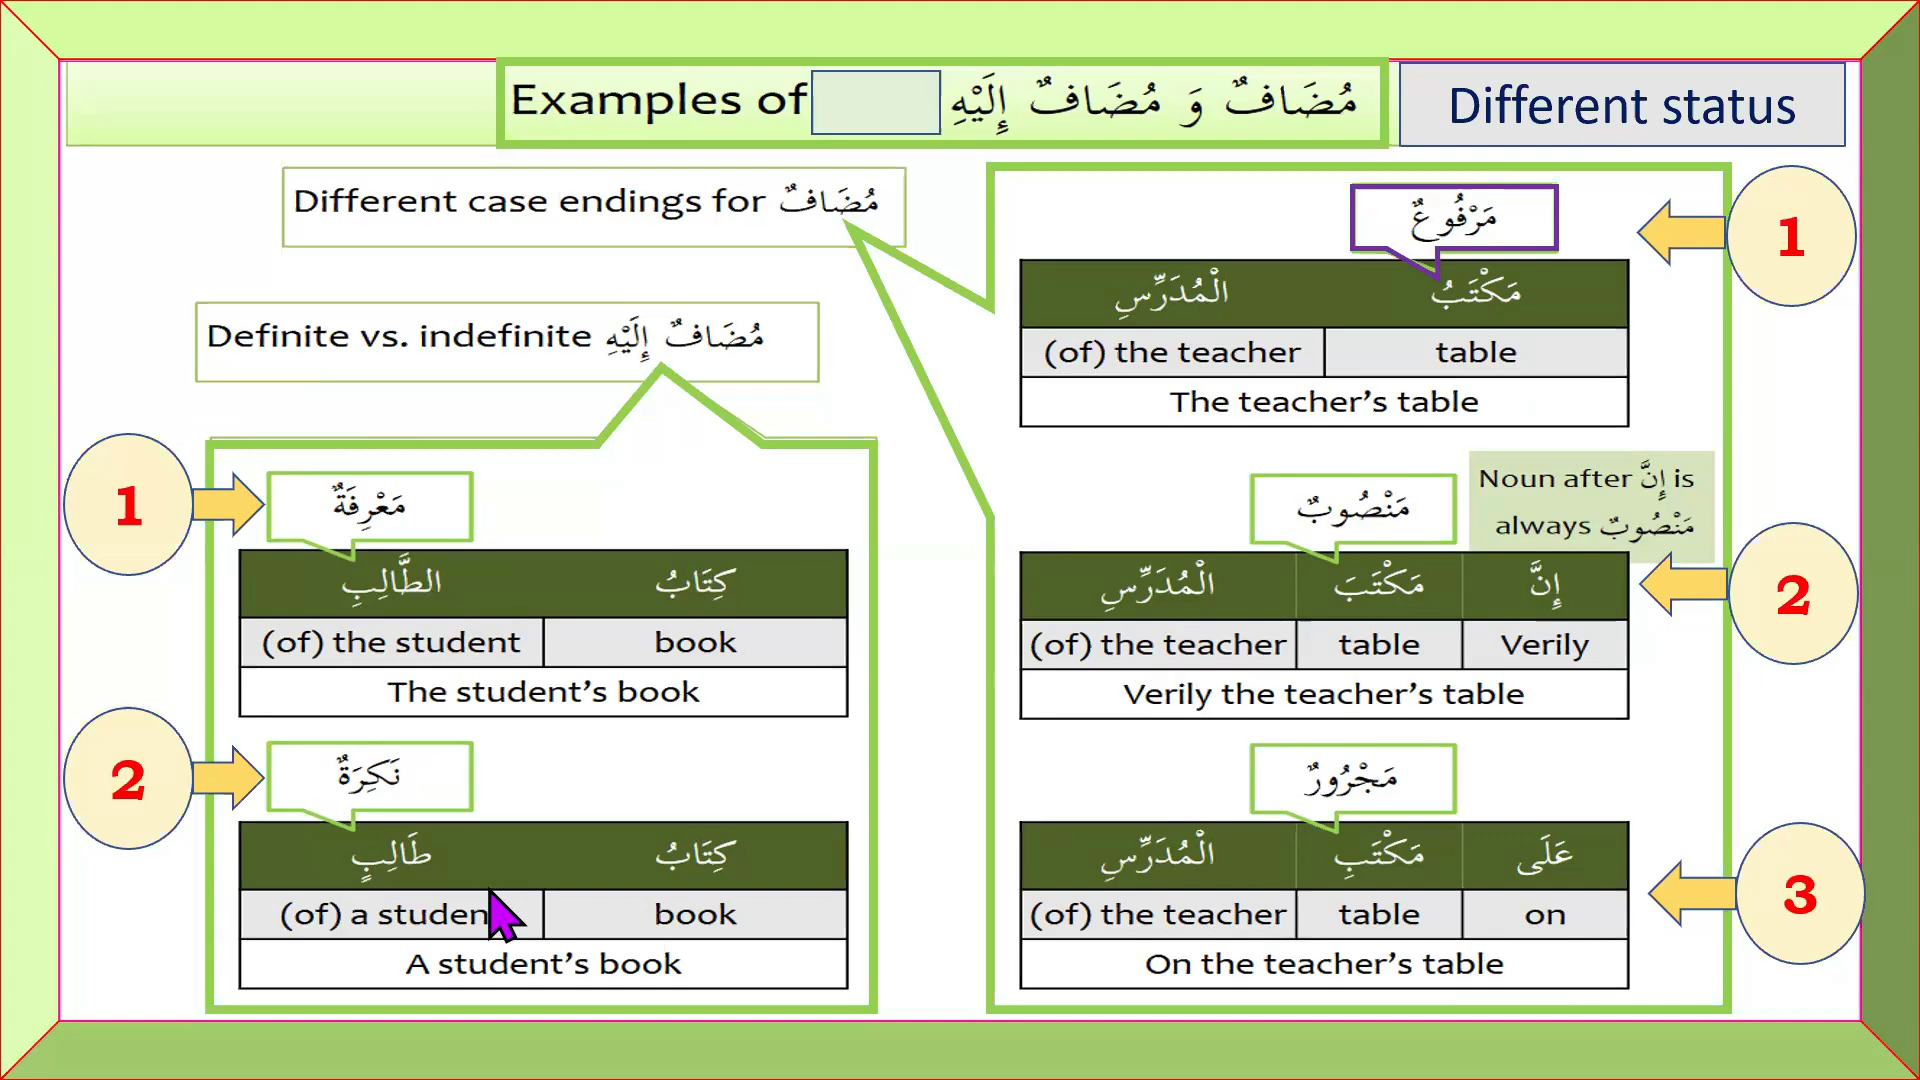 Examples of مُضَافٌ وَ مُضَافٌ إِلَيْهِ
Different status
Different case endings for مُضَافٌ
Definite vs. indefinite مُضَافٌ إِلَيْهِ
1
مَعْرِفَةٌ
كِتَابُ الطَّالِبِ
(of) the student book
The student’s book
2
نَكِرَةٌ
كِتَابُ طَالِبٍ
(of) a studen book
A student’s book
1
مَرْفُوعٌ
مَكْتَبُ الْمُدَرِّسِ
(of) the teacher table
The teacher’s table
Noun after إِنَّ is
always مَنْصُوبٌ
2
مَنْصُوبٌ
إِنَّ مَكْتَبَ الْمُدَرِّسِ
(of) the teacher table Verily
Verily the teacher’s table
3
مَجْرُورٌ
عَلَى مَكْتَبِ الْمُدَرِّسِ
(of) the teacher table on
On the teacher’s table